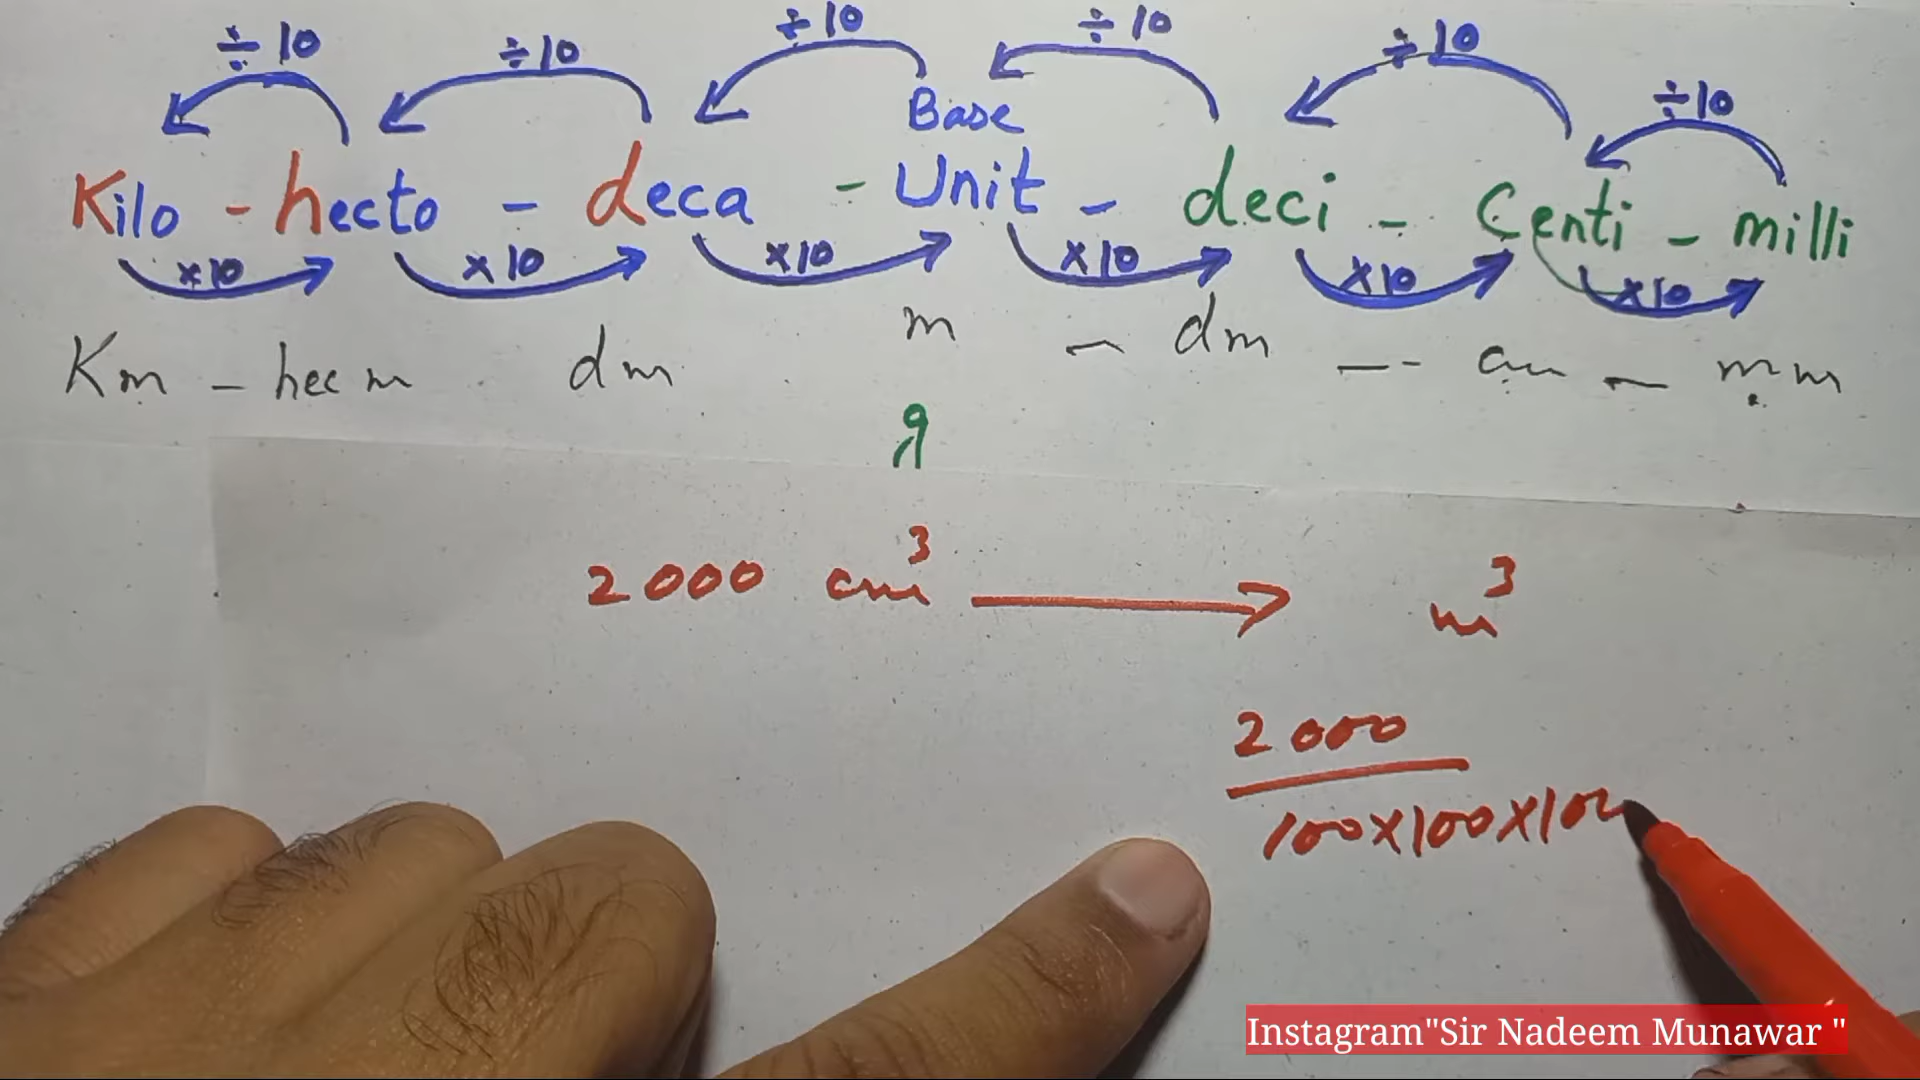 ÷10 ÷10 ÷10 ÷10 ÷10 ÷10
Base
Kilo - hecto - deca - Unit - deci - Centi - milli
×10 ×10 ×10 ×10 ×10 ×10
Km - hec m dm m - dm - - cm - mm
2000 cm³ → m³
2000
100×100×100
Instagram"Sir Nadeem Munawar "